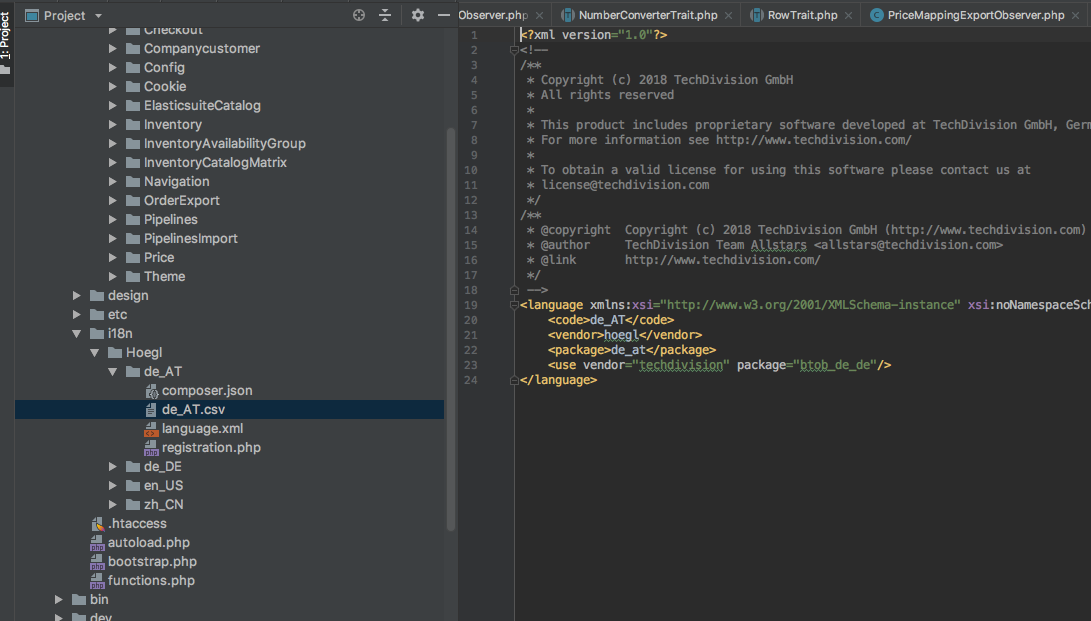 Project
Observer.php
NumberConverterTrait.php
RowTrait.php
PriceMappingExportObserver.php
1: Project
Checkout
Companycustomer
Config
Cookie
ElasticsuiteCatalog
Inventory
InventoryAvailabilityGroup
InventoryCatalogMatrix
Navigation
OrderExport
Pipelines
PipelinesImport
Price
Theme
design
etc
i18n
Hoegl
de_AT
composer.json
de_AT.csv
language.xml
registration.php
de_DE
en_US
zh_CN
.htaccess
autoload.php
bootstrap.php
functions.php
bin
dev
1 <?xml version="1.0"?>
2 <!--
3 /**
4 * Copyright (c) 2018 TechDivision GmbH
5 * All rights reserved
6 *
7 * This product includes proprietary software developed at TechDivision GmbH, Germ
8 * For more information see http://www.techdivision.com/
9 *
10 * To obtain a valid license for using this software please contact us at
11 * license@techdivision.com
12 */
13 /**
14 * @copyright Copyright (c) 2018 TechDivision GmbH (http://www.techdivision.com)
15 * @author TechDivision Team Allstars <allstars@techdivision.com>
16 * @link http://www.techdivision.com/
17 */
18 -->
19 <language xmlns:xsi="http://www.w3.org/2001/XMLSchema-instance" xsi:noNamespaceSch
20 <code>de_AT</code>
21 <vendor>hoegl</vendor>
22 <package>de_at</package>
23 <use vendor="techdivision" package="btob_de_de"/>
24 </language>